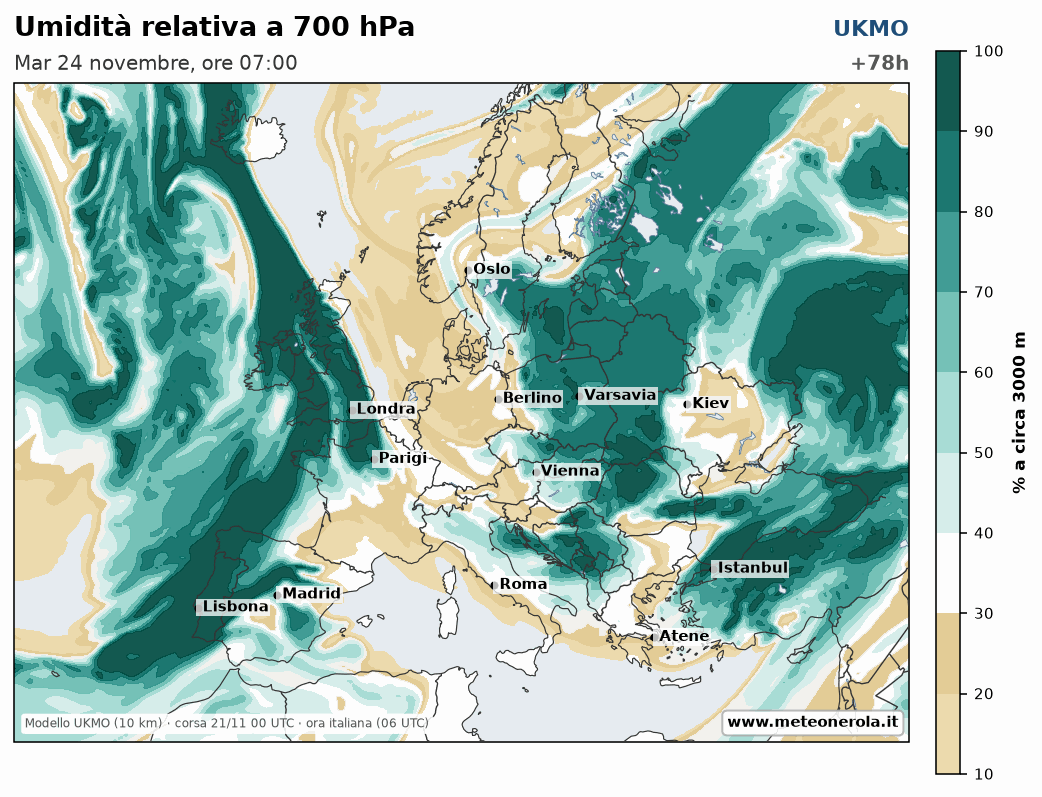 Umidità relativa a 700 hPa
UKMO
Mar 24 novembre, ore 07:00
+78h
100
90
80
70
60
50
40
30
20
10
% a circa 3000 m
Oslo
Londra
Berlino
Varsavia
Kiev
Parigi
Vienna
Istanbul
Roma
Madrid
Lisbona
Atene
Modello UKMO (10 km) · corsa 21/11 00 UTC · ora italiana (06 UTC)
www.meteonerola.it